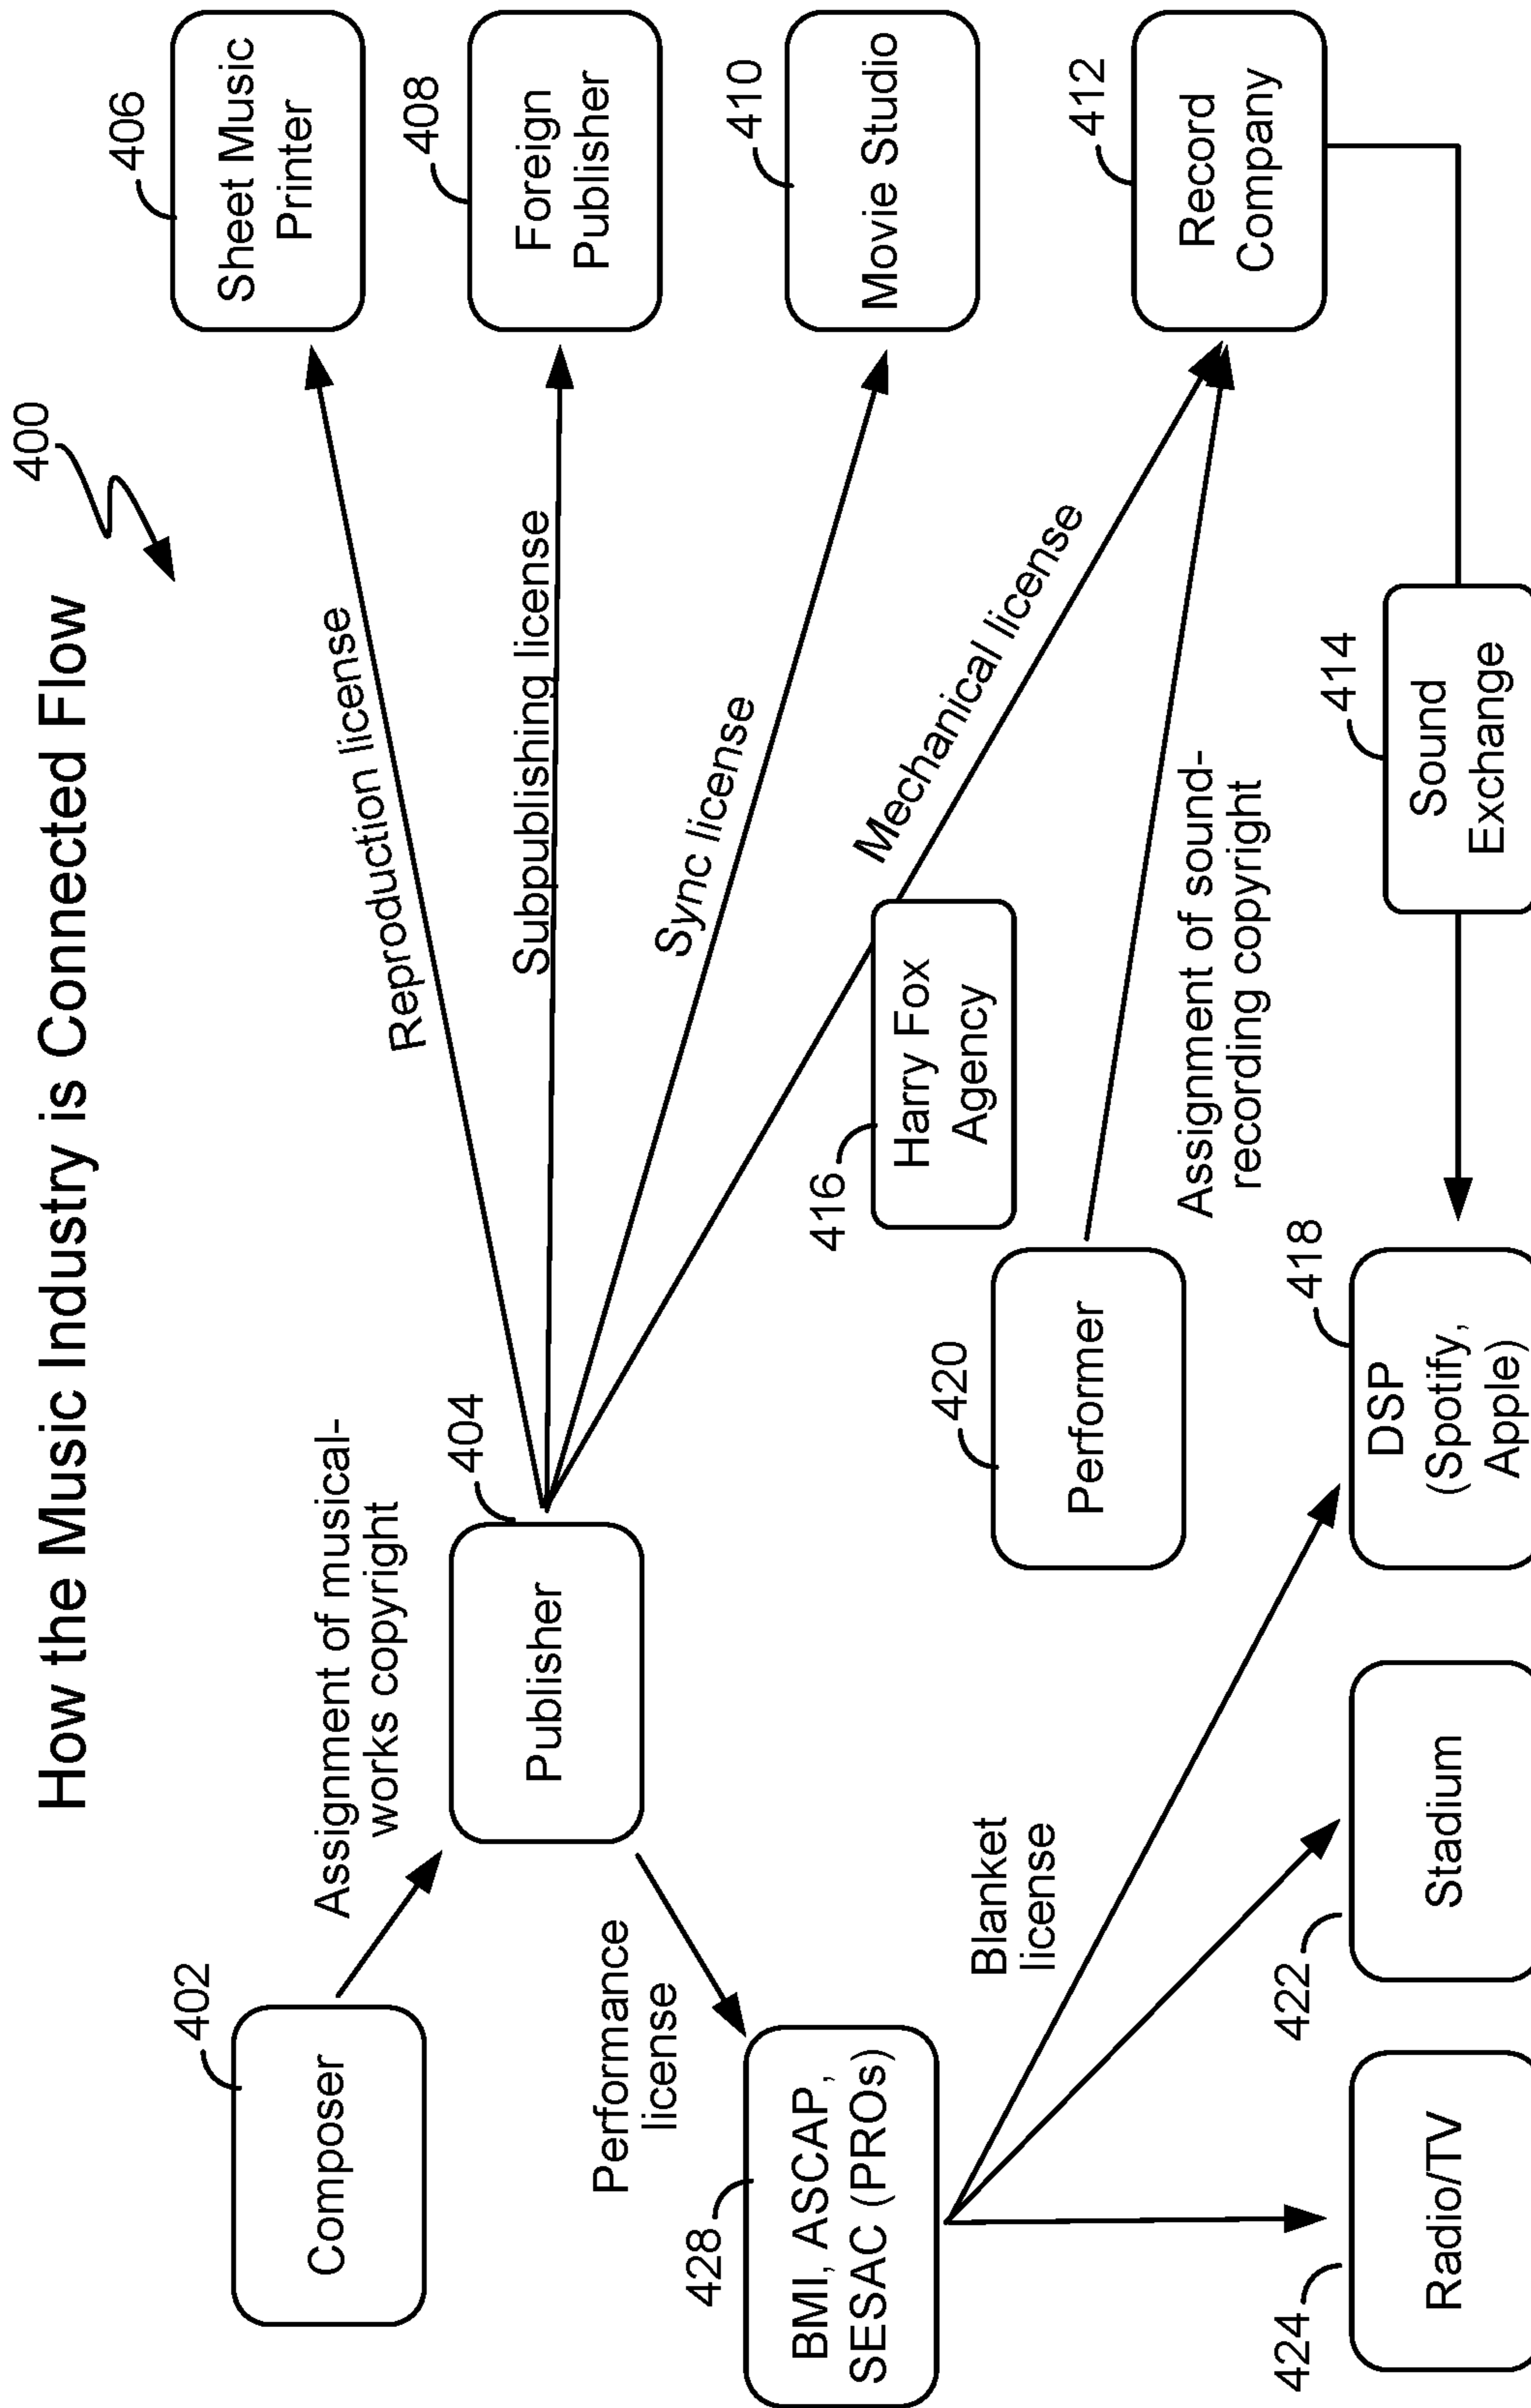 How the Music Industry is Connected Flow
400
402
Composer
Assignment of musical-
works copyright
404
Publisher
Reproduction license
406
Sheet Music
Printer
Subpublishing license
408
Foreign
Publisher
Sync license
410
Movie Studio
Mechanical license
412
Record
Company
416
Harry Fox
Agency
Performance
license
428
BMI, ASCAP,
SESAC (PROs)
420
Performer
Assignment of sound-
recording copyright
Blanket
license
414
Sound
Exchange
424
Radio/TV
422
Stadium
418
DSP
(Spotify,
Apple)